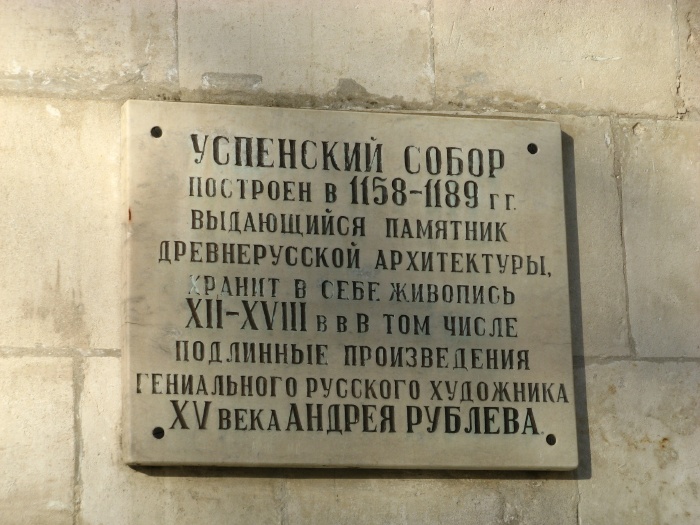 УСПЕНСКИЙ СОБОР
ПОСТРОЕН В 1158-1189 ГГ.
ВЫДАЮЩИЙСЯ ПАМЯТНИК
ДРЕВНЕРУССКОЙ АРХИТЕКТУРЫ,
ХРАНИТ В СЕБЕ ЖИВОПИСЬ
XII-XVIII В В В ТОМ ЧИСЛЕ
ПОДЛИННЫЕ ПРОИЗВЕДЕНИЯ
ГЕНИАЛЬНОГО РУССКОГО ХУДОЖНИКА
XV ВЕКА АНДРЕЯ РУБЛЕВА.